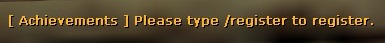 [ Achievements ] Please type /register to register.